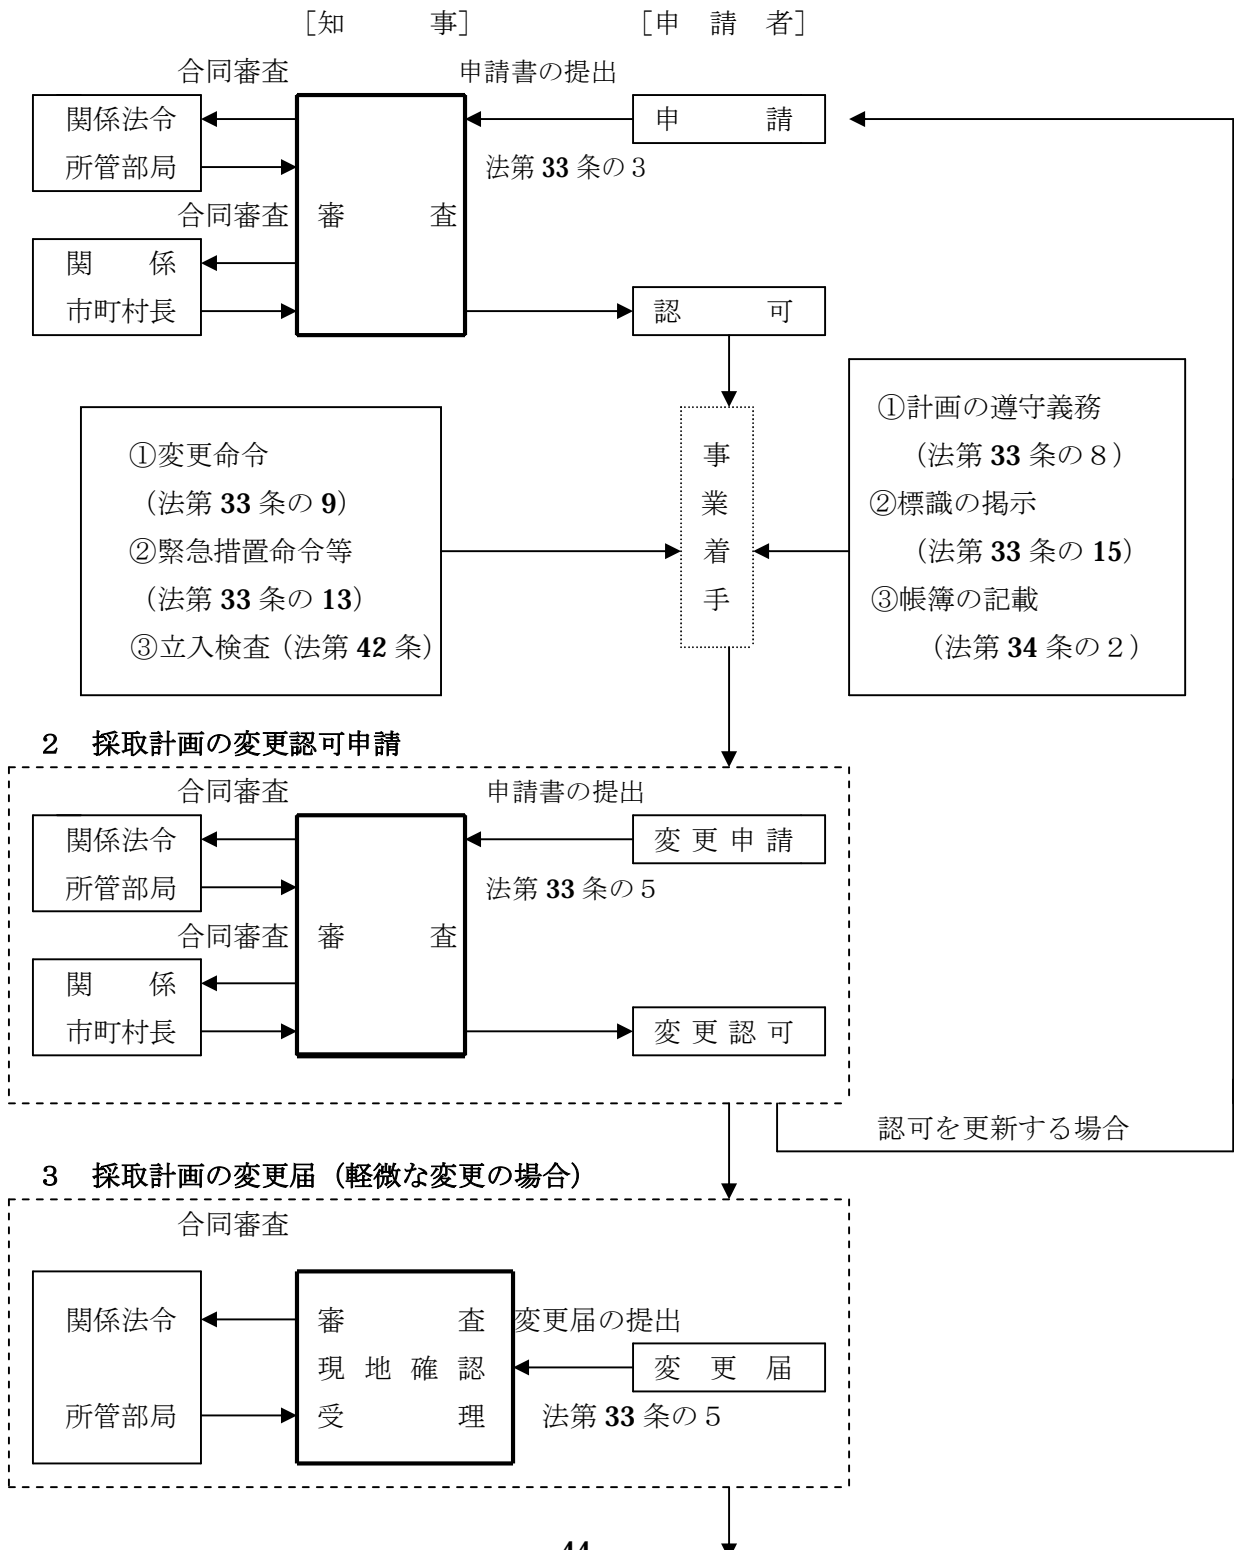 ［知　　　事］　［申　請　者］
合同審査　申請書の提出
関係法令
所管部局
申　　　請
法第 33 条の３
合同審査
審　　　査
関　　係
市町村長
認　　　可
①変更命令
（法第 33 条の 9）
②緊急措置命令等
（法第 33 条の 13）
③立入検査（法第 42 条）
事
業
着
手
①計画の遵守義務
（法第 33 条の８）
②標識の掲示
（法第 33 条の 15）
③帳簿の記載
（法第 34 条の２）
２　採取計画の変更認可申請
合同審査　申請書の提出
関係法令
所管部局
変 更 申 請
法第 33 条の５
合同審査
審　　　査
関　　係
市町村長
変 更 認 可
認可を更新する場合
３　採取計画の変更届（軽微な変更の場合）
合同審査
関係法令
所管部局
審　　　査
現 地 確 認
受　　　理
変更届の提出
変　更　届
法第 33 条の５
44